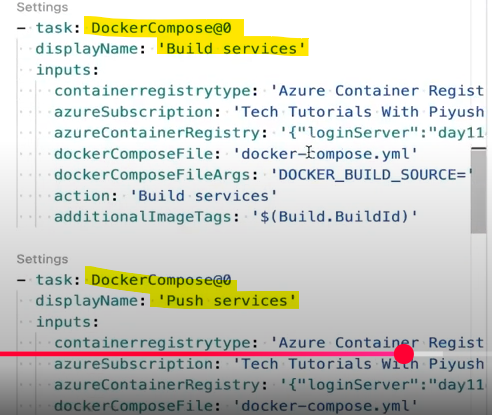 Settings
- task: DockerCompose@0
displayName: 'Build services'
inputs:
containerregistrytype: 'Azure Container Regist
azureSubscription: 'Tech Tutorials With Piyush
azureContainerRegistry: '{"loginServer":"day11
dockerComposeFile: 'docker-compose.yml'
dockerComposeFileArgs: 'DOCKER_BUILD_SOURCE='
action: 'Build services'
additionalImageTags: '$(Build.BuildId)'
Settings
- task: DockerCompose@0
displayName: 'Push services'
inputs:
containerregistrytype: 'Azure Container Regist
azureSubscription: 'Tech Tutorials With Piyush
azureContainerRegistry: '{"loginServer":"day11
dockerComposeFile: 'docker-compose.yml'